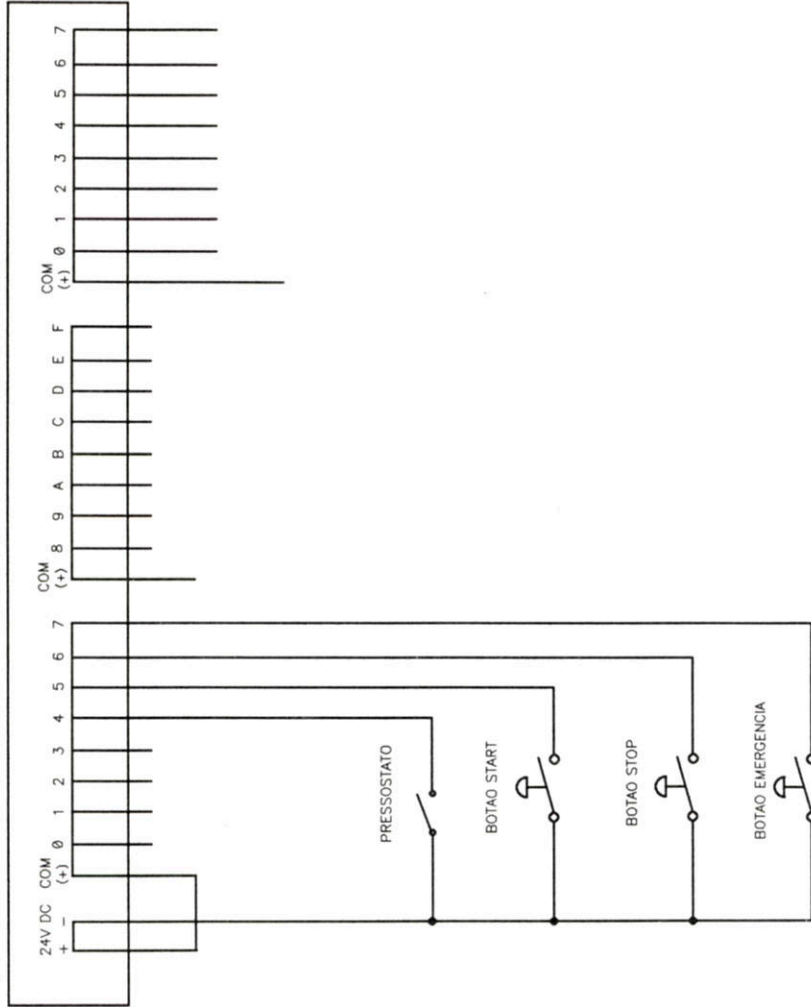 24V DC
+ −
COM
(+)
0 1 2 3 4 5 6 7
COM
(+)
8 9 A B C D E F
COM
(+)
0 1 2 3 4 5 6 7
PRESSOSTATO
BOTAO START
BOTAO STOP
BOTAO EMERGENCIA